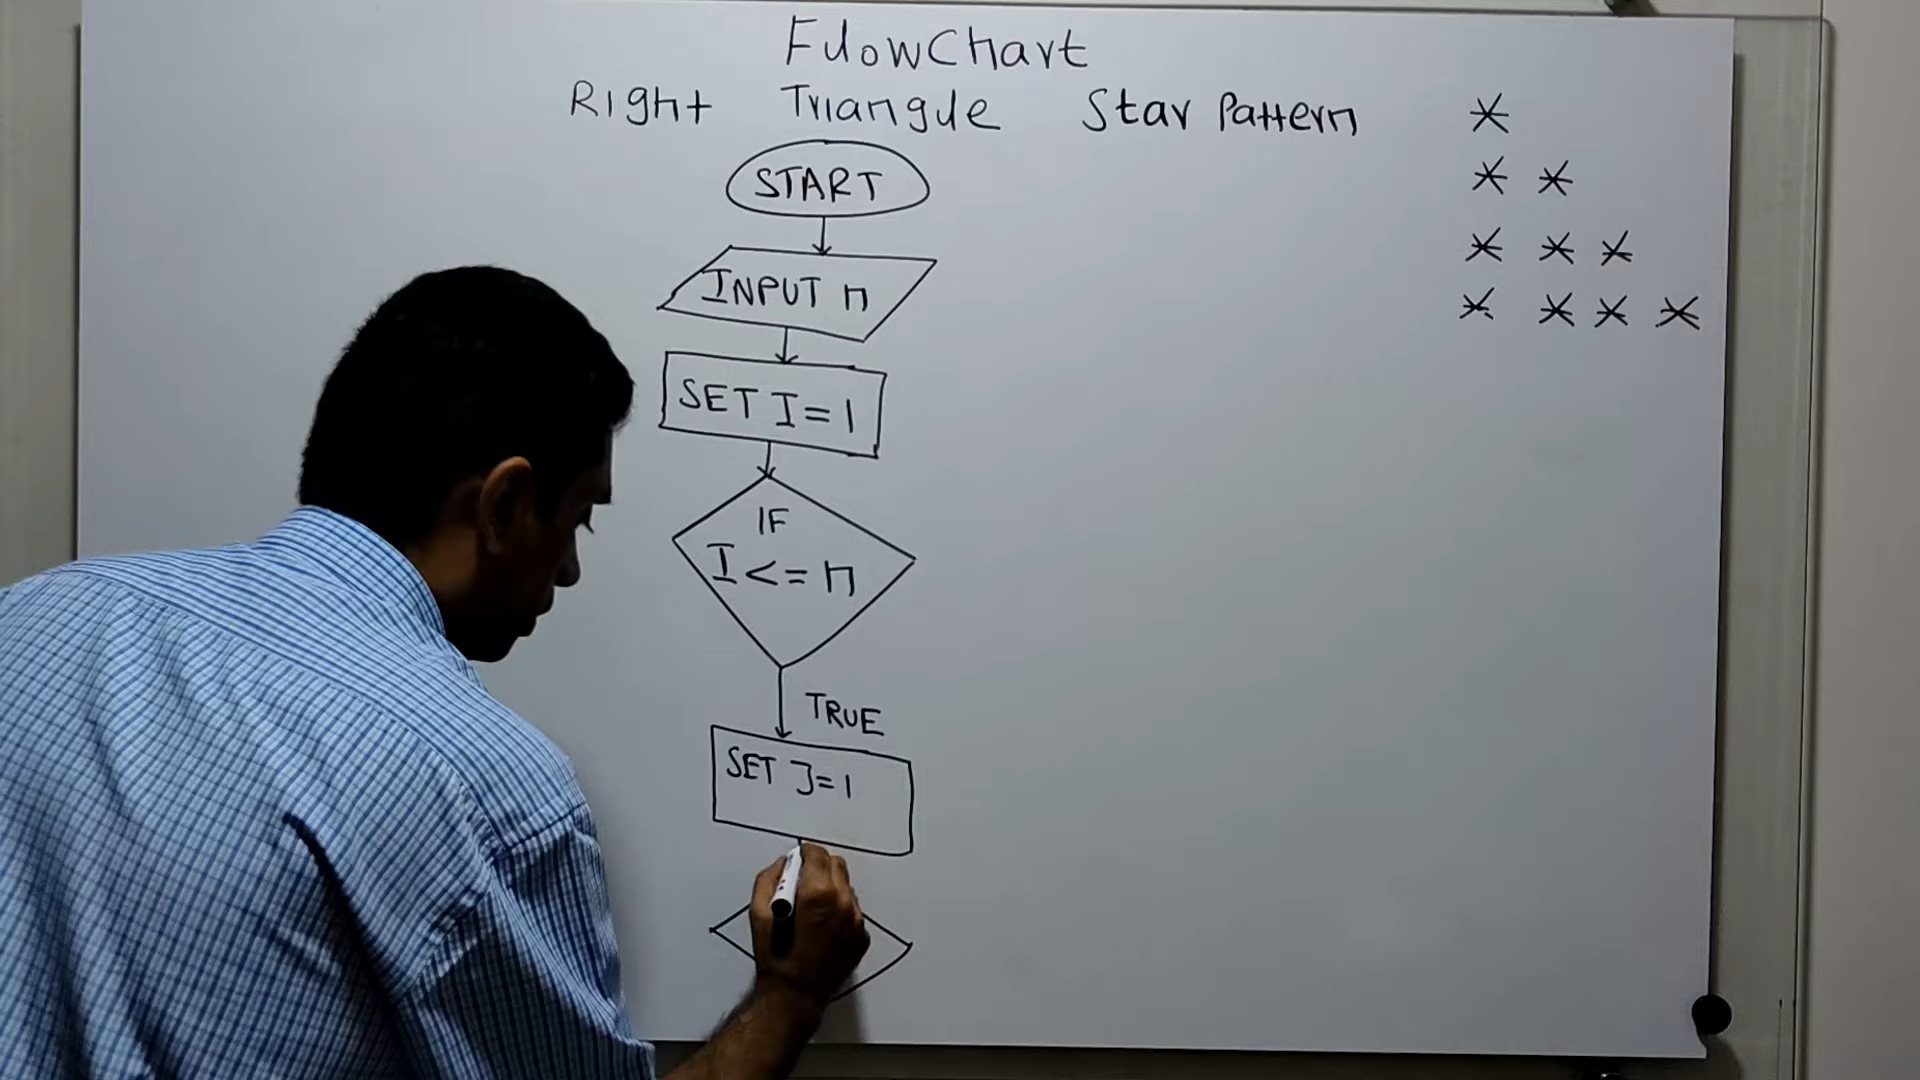 FlowChart
Right Triangle Star Pattern
*
* *
* * *
* * * *
START
INPUT n
SET I=1
IF
I<=n
TRUE
SET J=1